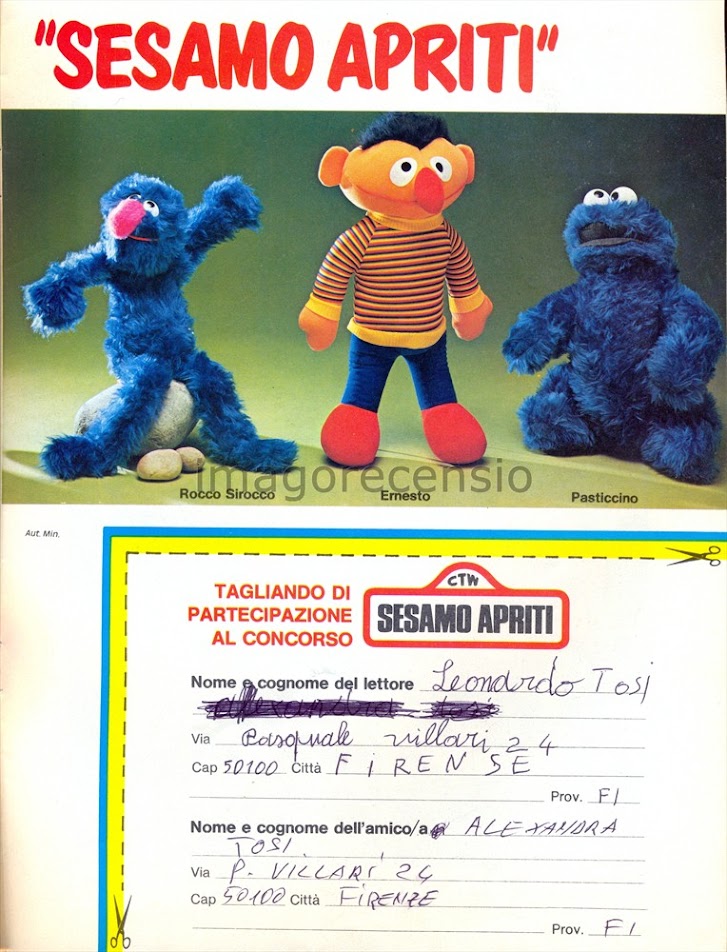 "SESAMO APRITI"
imagorecensio
Rocco Sirocco Ernesto Pasticcino
Aut. Min.
TAGLIANDO DI
PARTECIPAZIONE
AL CONCORSO
CTW
SESAMO APRITI
Nome e cognome del lettore Leonardo Tosi
alexandra tosi
Via Pasquale villari 24
Cap 50100 Città FIRENSE
Prov. FI
Nome e cognome dell'amico/a ALEXANDRA
TOSI
Via P. VILLARI 24
Cap 50100 Città FIRENZE
Prov. FI